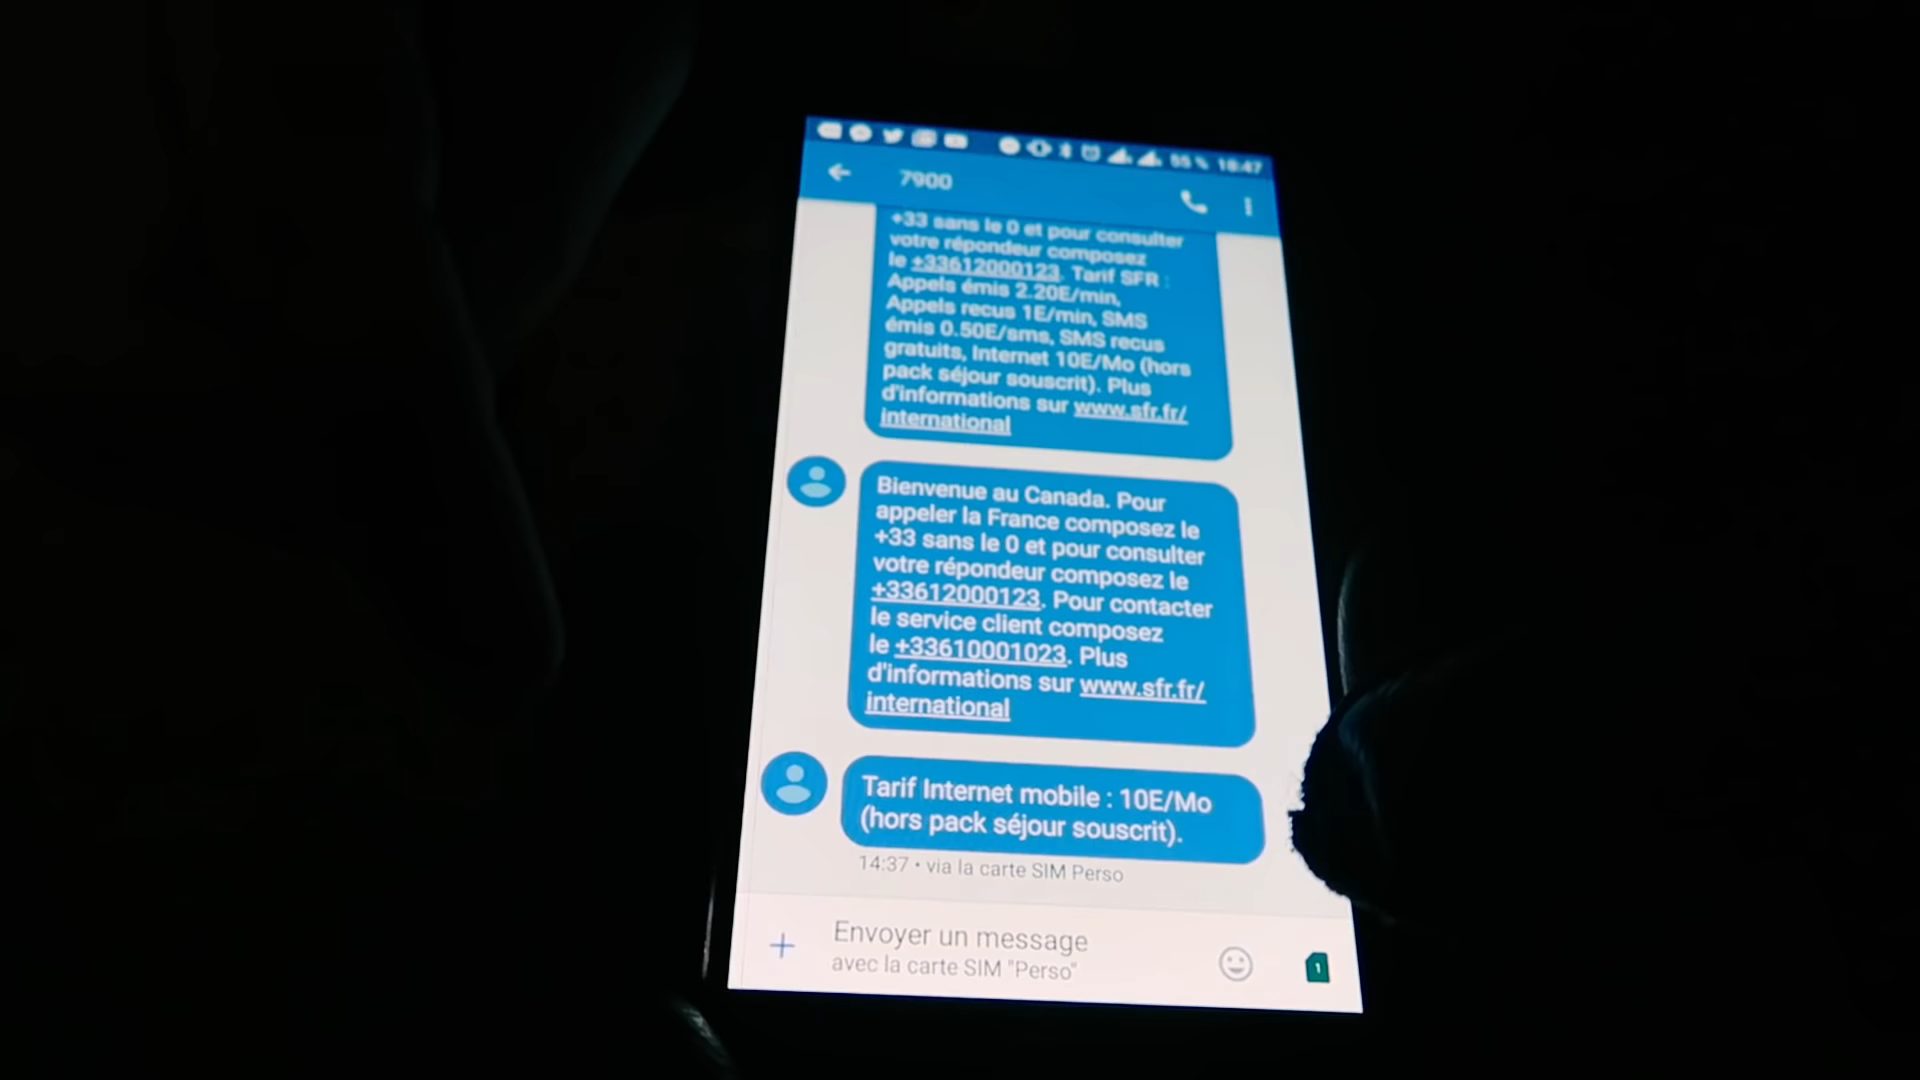 55 % 18:47
7900
+33 sans le 0 et pour consulter
votre répondeur composez
le +33612000123. Tarif SFR :
Appels émis 2.20E/min,
Appels recus 1E/min, SMS
émis 0.50E/sms, SMS recus
gratuits, Internet 10E/Mo (hors
pack séjour souscrit). Plus
d'informations sur www.sfr.fr/
international
Bienvenue au Canada. Pour
appeler la France composez le
+33 sans le 0 et pour consulter
votre répondeur composez le
+33612000123. Pour contacter
le service client composez
le +33610001023. Plus
d'informations sur www.sfr.fr/
international
Tarif Internet mobile : 10E/Mo
(hors pack séjour souscrit).
14:37 • via la carte SIM Perso
Envoyer un message
avec la carte SIM "Perso"
1